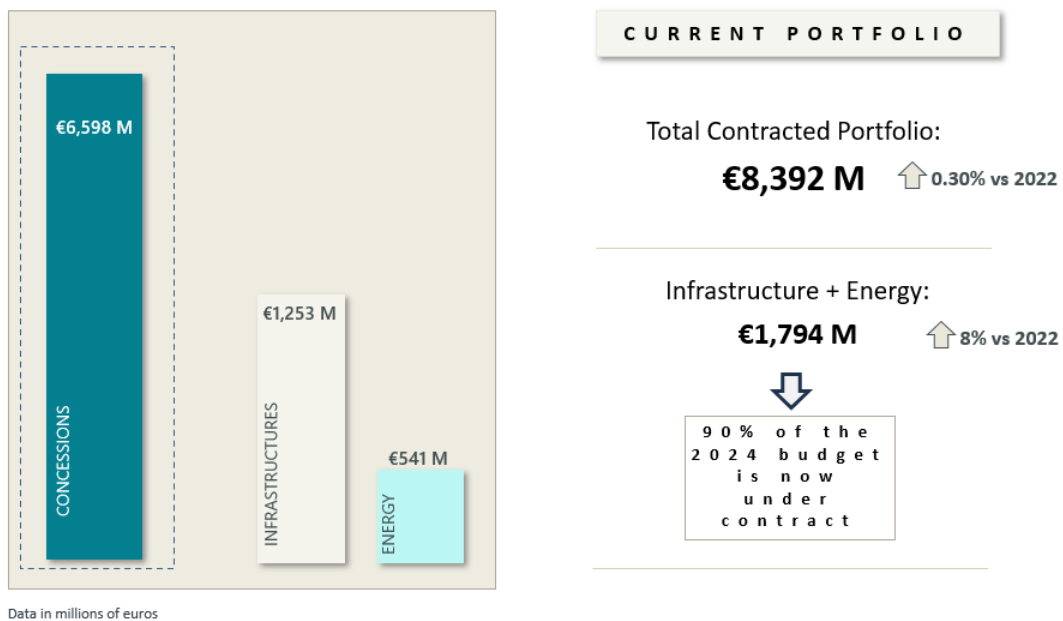 €6,598 M
CONCESSIONS
€1,253 M
INFRASTRUCTURES
€541 M
ENERGY
Data in millions of euros
CURRENT PORTFOLIO
Total Contracted Portfolio:
€8,392 M
0.30% vs 2022
Infrastructure + Energy:
€1,794 M
8% vs 2022
90% of the
2024 budget
is now
under
contract